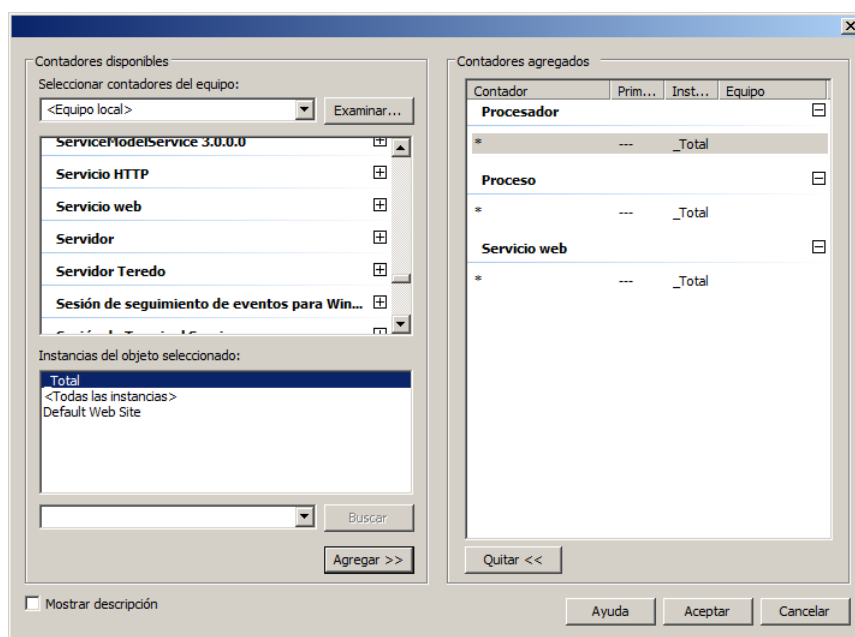 Contadores disponibles
Seleccionar contadores del equipo:
<Equipo local>
Examinar...
ServiceModelService 3.0.0.0
Servicio HTTP
Servicio web
Servidor
Servidor Teredo
Sesión de seguimiento de eventos para Win...
Instancias del objeto seleccionado:
_Total
<Todas las instancias>
Default Web Site
Buscar
Agregar >>
Mostrar descripción
Contadores agregados
Contador Prim... Inst... Equipo
Procesador
* --- _Total
Proceso
* --- _Total
Servicio web
* --- _Total
Quitar <<
Ayuda Aceptar Cancelar